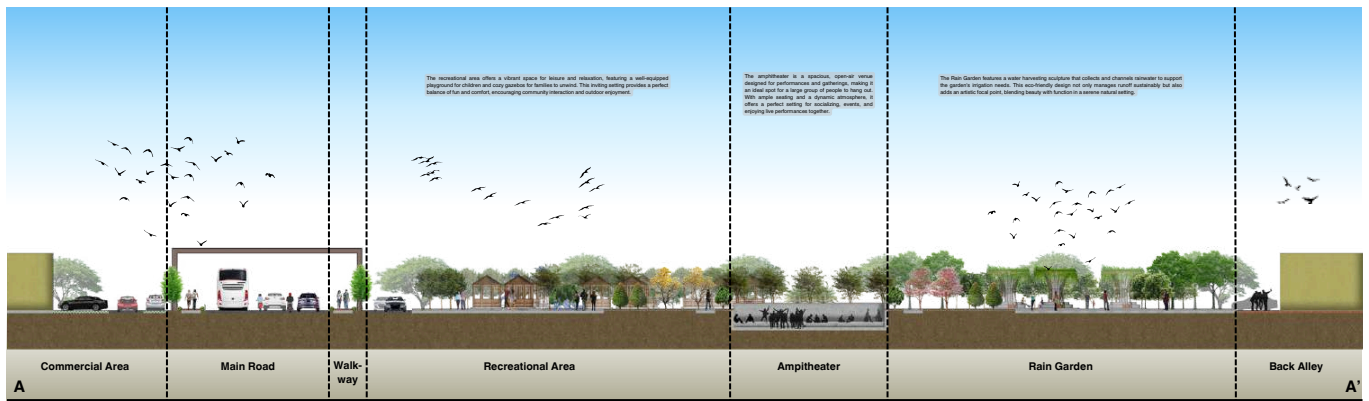 The recreational area offers a vibrant space for leisure and relaxation, featuring a well-equipped
playground for children and cozy gazebos for families to unwind. This inviting setting provides a perfect
balance of fun and comfort, encouraging community interaction and outdoor enjoyment.
The amphitheater is a spacious, open-air venue
designed for performances and gatherings, making it
an ideal spot for a large group of people to hang out.
With ample seating and a dynamic atmosphere, it
offers a perfect setting for socializing, events, and
enjoying live performances together.
The Rain Garden features a water harvesting sculpture that collects and channels rainwater to support
the garden's irrigation needs. This eco-friendly design not only manages runoff sustainably but also
adds an artistic focal point, blending beauty with function in a serene natural setting.
Commercial Area
Main Road
Walk-
way
Recreational Area
Ampitheater
Rain Garden
Back Alley
A
A'